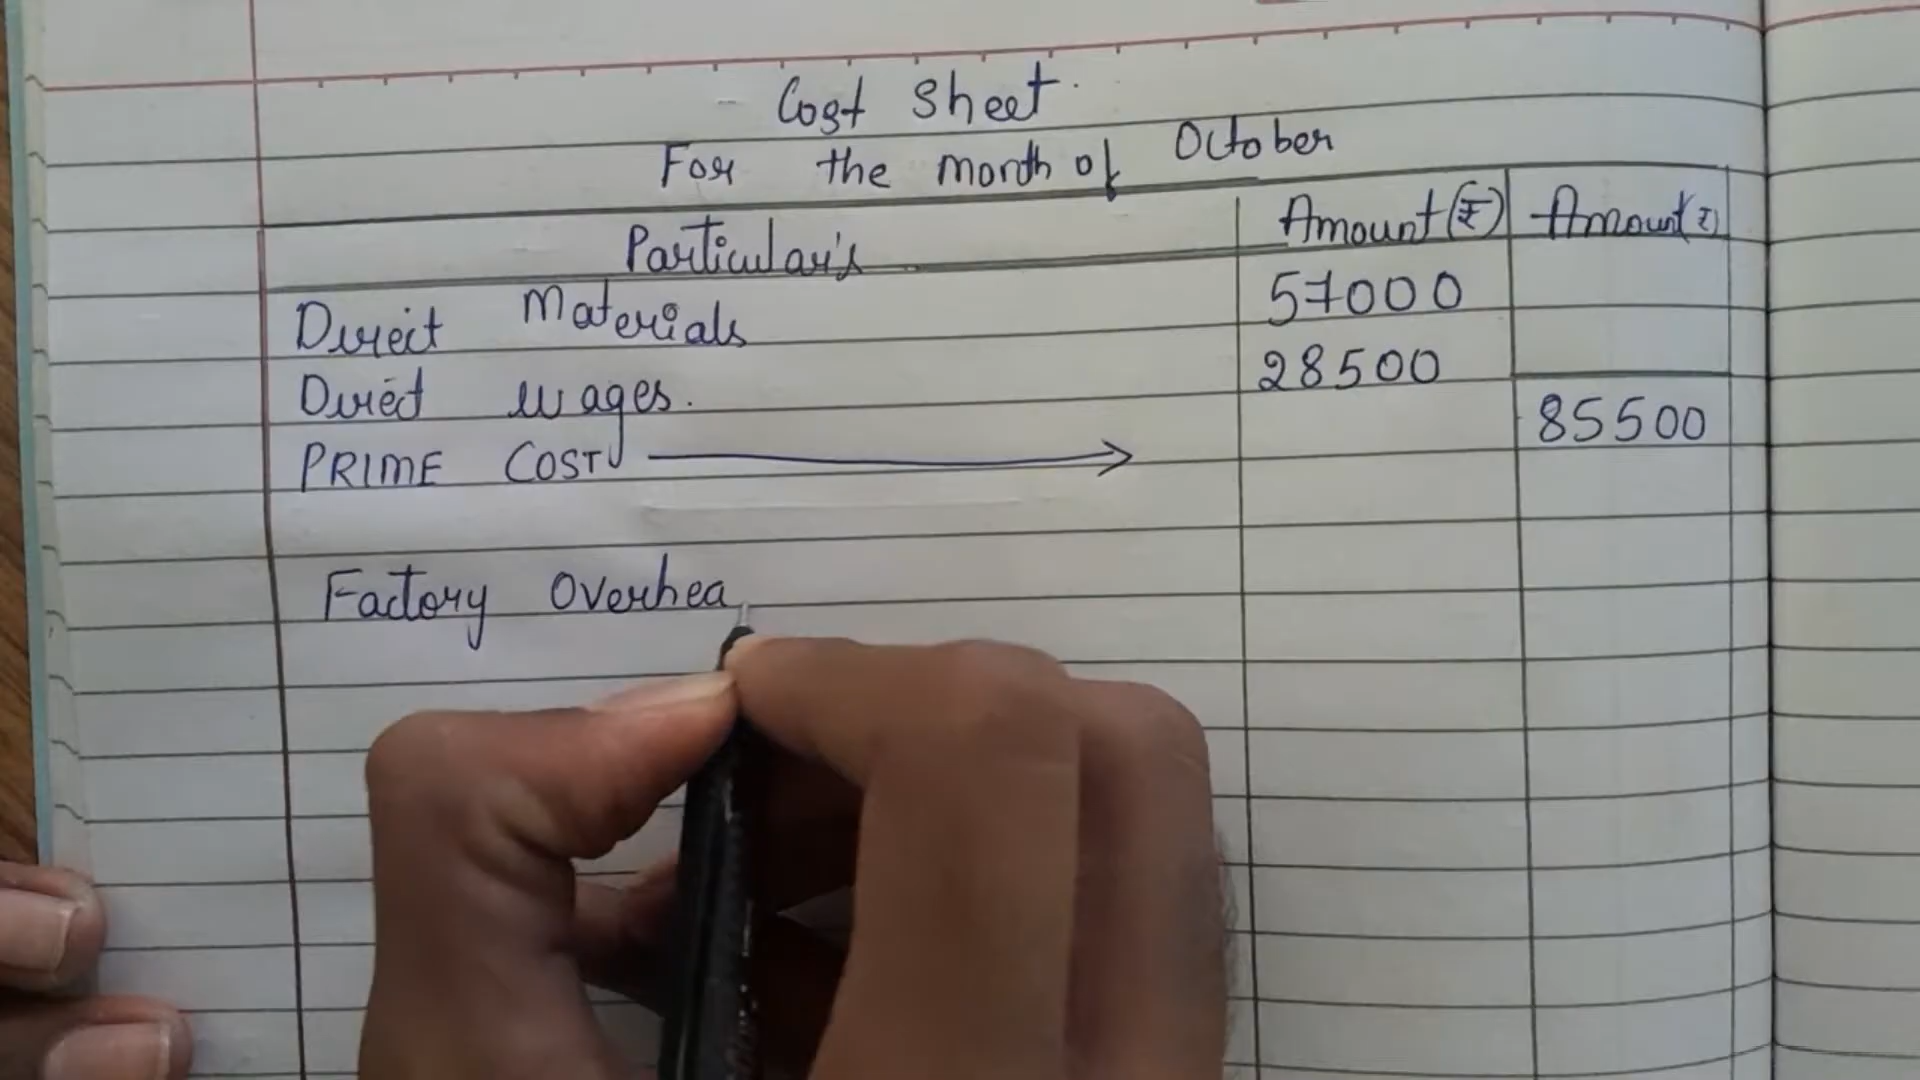 Cost Sheet
For the month of October
Particular's Amount (₹) Amount (₹)
Direct Materials 57000
Direct wages. 28500
PRIME COST → 85500
Factory Overhea